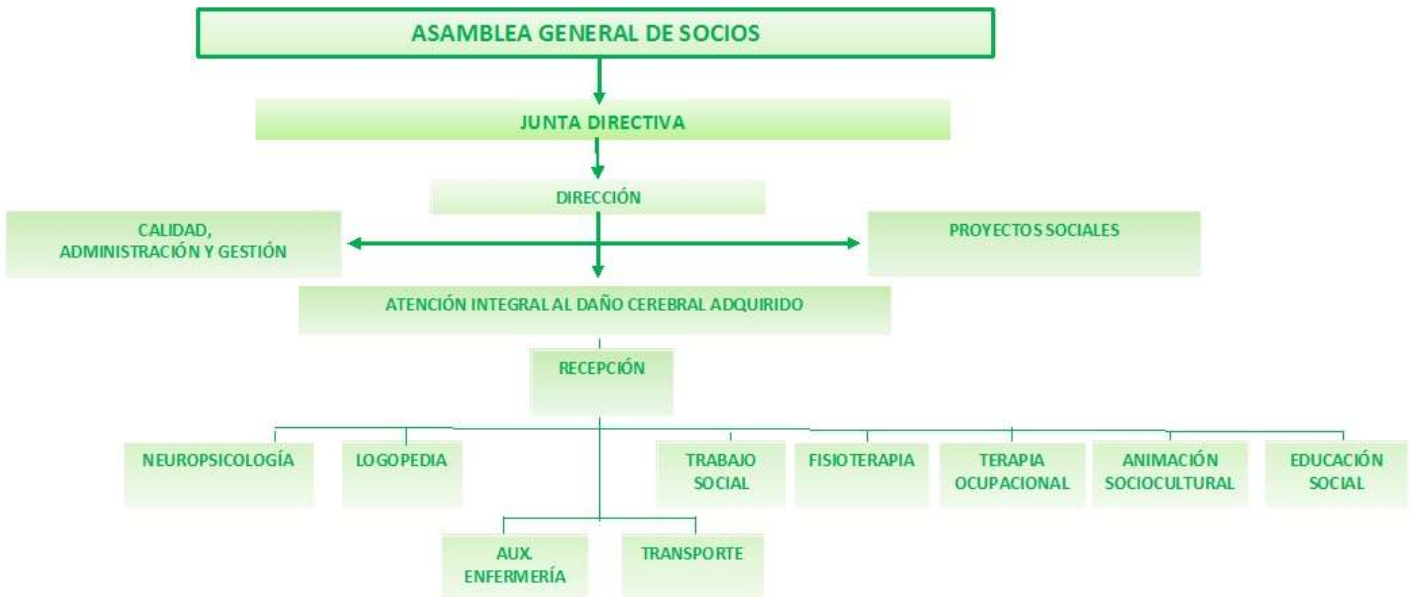 ASAMBLEA GENERAL DE SOCIOS
JUNTA DIRECTIVA
DIRECCIÓN
CALIDAD,
ADMINISTRACIÓN Y GESTIÓN
PROYECTOS SOCIALES
ATENCIÓN INTEGRAL AL DAÑO CEREBRAL ADQUIRIDO
RECEPCIÓN
NEUROPSICOLOGÍA
LOGOPEDIA
TRABAJO
SOCIAL
FISIOTERAPIA
TERAPIA
OCUPACIONAL
ANIMACIÓN
SOCIOCULTURAL
EDUCACIÓN
SOCIAL
AUX.
ENFERMERÍA
TRANSPORTE